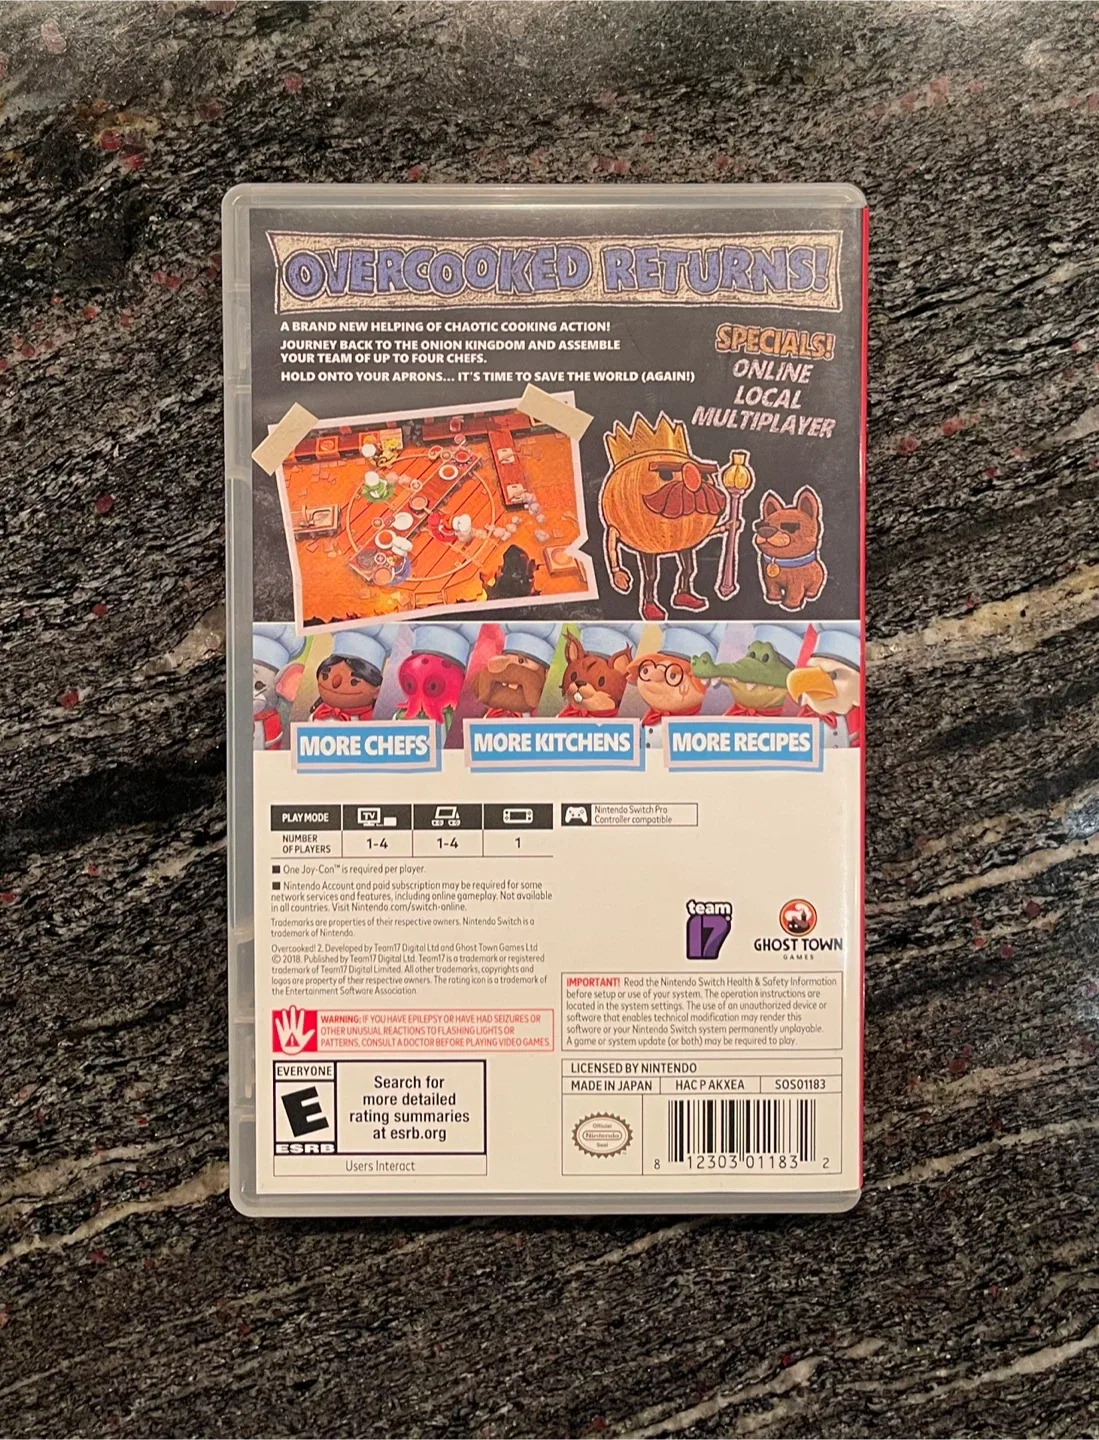 OVERCOOKED RETURNS!
A BRAND NEW HELPING OF CHAOTIC COOKING ACTION!
JOURNEY BACK TO THE ONION KINGDOM AND ASSEMBLE
YOUR TEAM OF UP TO FOUR CHEFS.
HOLD ONTO YOUR APRONS... IT'S TIME TO SAVE THE WORLD (AGAIN!)
SPECIALS!
ONLINE
LOCAL
MULTIPLAYER
MORE CHEFS
MORE KITCHENS
MORE RECIPES
PLAY MODE
TV
NUMBER
OF PLAYERS
1-4
1-4
1
Nintendo Switch Pro
Controller compatible
■ One Joy-Con™ is required per player.
■ Nintendo Account and paid subscription may be required for some
network services and features, including online gameplay. Not available
in all countries. Visit Nintendo.com/switch-online.
Trademarks are properties of their respective owners. Nintendo Switch is a
trademark of Nintendo.
Overcooked! 2. Developed by Team17 Digital Ltd and Ghost Town Games Ltd
© 2018. Published by Team17 Digital Ltd. Team17 is a trademark or registered
trademark of Team17 Digital Limited. All other trademarks, copyrights and
logos are property of their respective owners. The rating icon is a trademark of
the Entertainment Software Association.
team
17
GHOST TOWN
GAMES
WARNING: IF YOU HAVE EPILEPSY OR HAVE HAD SEIZURES OR
OTHER UNUSUAL REACTIONS TO FLASHING LIGHTS OR
PATTERNS, CONSULT A DOCTOR BEFORE PLAYING VIDEO GAMES.
IMPORTANT! Read the Nintendo Switch Health & Safety Information
before setup or use of your system. The operation instructions are
located in the system settings. The use of an unauthorized device or
software that enables technical modification may render this
software or your Nintendo Switch system permanently unplayable.
A game or system update (or both) may be required to play.
EVERYONE
E
ESRB
Search for
more detailed
rating summaries
at esrb.org
Users Interact
LICENSED BY NINTENDO
MADE IN JAPAN
HAC P AKXEA
SOS01183
Official
Nintendo
Seal
8 12303 01183 2